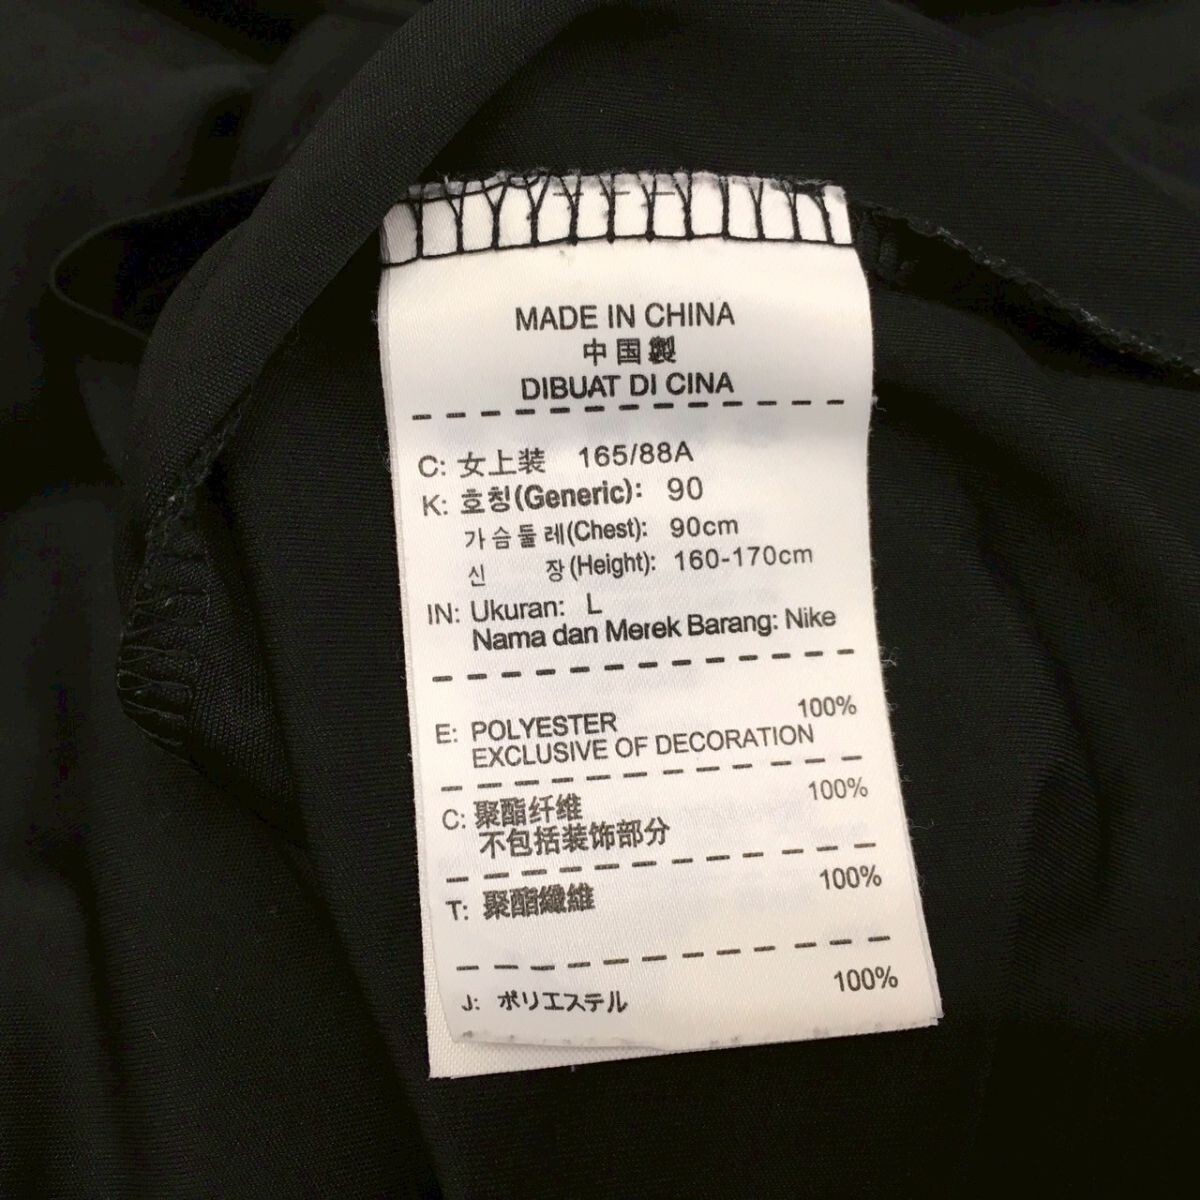 MADE IN CHINA
中国製
DIBUAT DI CINA
C: 女上装 165/88A
K: 호칭(Generic): 90
가슴둘레(Chest): 90cm
신 장(Height): 160-170cm
IN: Ukuran: L
Nama dan Merek Barang: Nike
E: POLYESTER 100%
EXCLUSIVE OF DECORATION
C: 聚酯纤维 100%
不包括装饰部分
T: 聚酯纖維 100%
J: ポリエステル 100%